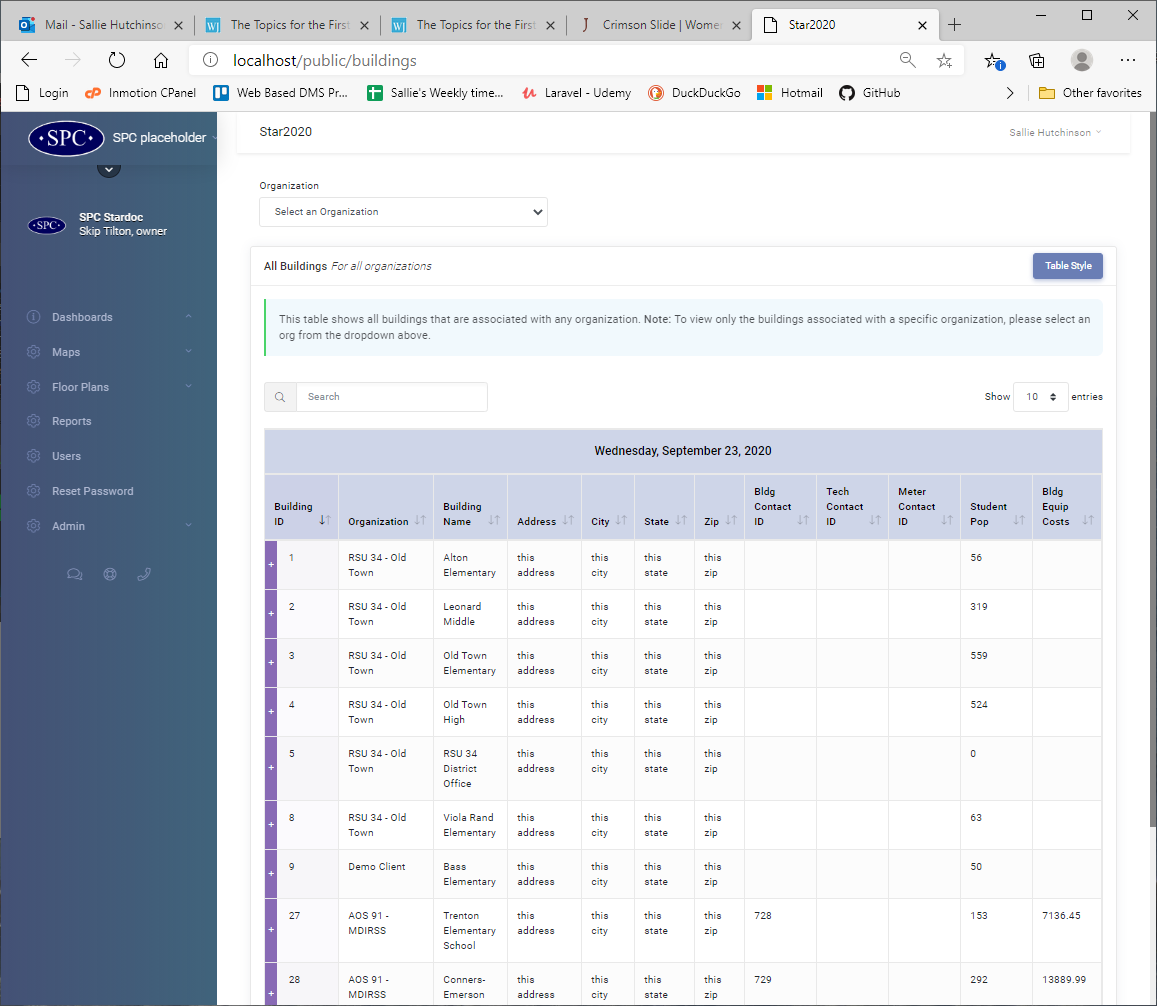 Mail - Sallie Hutchinso
The Topics for the First
The Topics for the First
Crimson Slide | Wome
Star2020
localhost/public/buildings
Login
Inmotion CPanel
Web Based DMS Pr...
Sallie's Weekly time...
Laravel - Udemy
DuckDuckGo
Hotmail
GitHub
Other favorites
SPC
SPC placeholder
Star2020
Sallie Hutchinson
SPC
SPC Stardoc
Skip Tilton, owner
Dashboards
Maps
Floor Plans
Reports
Users
Reset Password
Admin
Organization
Select an Organization
All Buildings For all organizations
Table Style
This table shows all buildings that are associated with any organization. Note: To view only the buildings associated with a specific organization, please select an
org from the dropdown above.
Search
Show 10 entries
Wednesday, September 23, 2020
Building ID Organization Building Name Address City State Zip Bldg Contact ID Tech Contact ID Meter Contact ID Student Pop Bldg Equip Costs
+ 1 RSU 34 - Old Town Alton Elementary this address this city this state this zip 56
+ 2 RSU 34 - Old Town Leonard Middle this address this city this state this zip 319
+ 3 RSU 34 - Old Town Old Town Elementary this address this city this state this zip 559
+ 4 RSU 34 - Old Town Old Town High this address this city this state this zip 524
+ 5 RSU 34 - Old Town RSU 34 District Office this address this city this state this zip 0
+ 8 RSU 34 - Old Town Viola Rand Elementary this address this city this state this zip 63
+ 9 Demo Client Bass Elementary this address this city this state this zip 50
+ 27 AOS 91 - MDIRSS Trenton Elementary School this address this city this state this zip 728 153 7136.45
+ 28 AOS 91 - MDIRSS Conners- Emerson this address this city this state this zip 729 292 13889.99